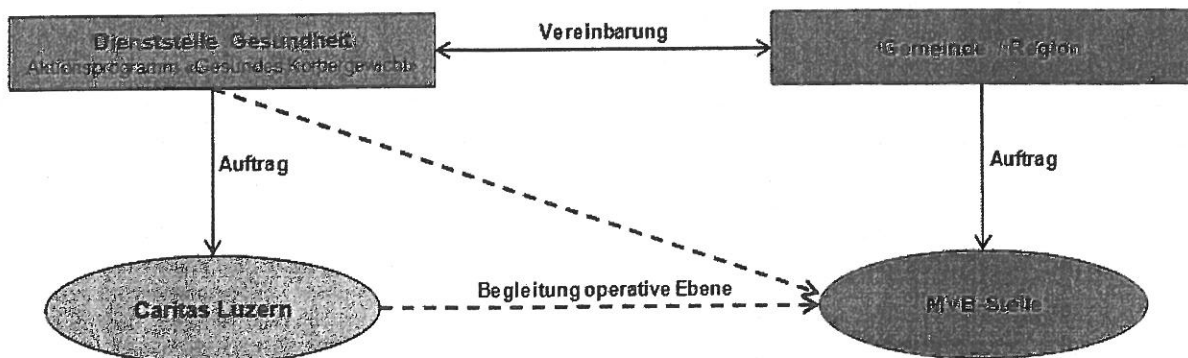 Vereinbarung
Dienststelle Gesundheit
Aktionsprogramm «Gesundes Körpergewicht»
Gemeinde / Region
Auftrag
Auftrag
Caritas Luzern
Begleitung operative Ebene
MVB-Stelle